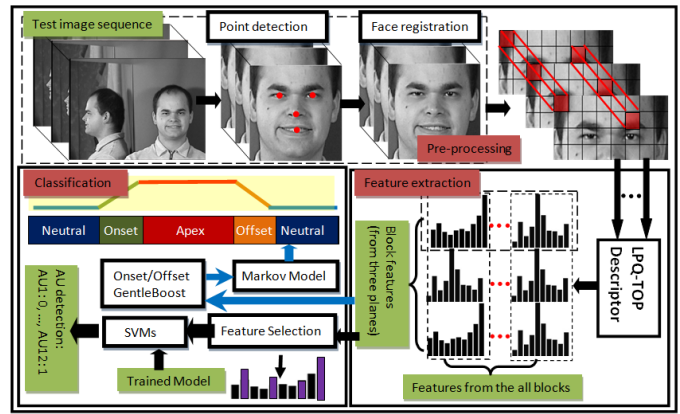 Test image sequence
Point detection
Face registration
Pre-processing
Classification
Neutral
Onset
Apex
Offset
Neutral
Onset/Offset
GentleBoost
Markov Model
AU detection:
AU1:0, ..., AU12:1
SVMs
Feature Selection
Trained Model
Feature extraction
Block features
(from three planes)
LPQ-TOP
Descriptor
Features from the all blocks